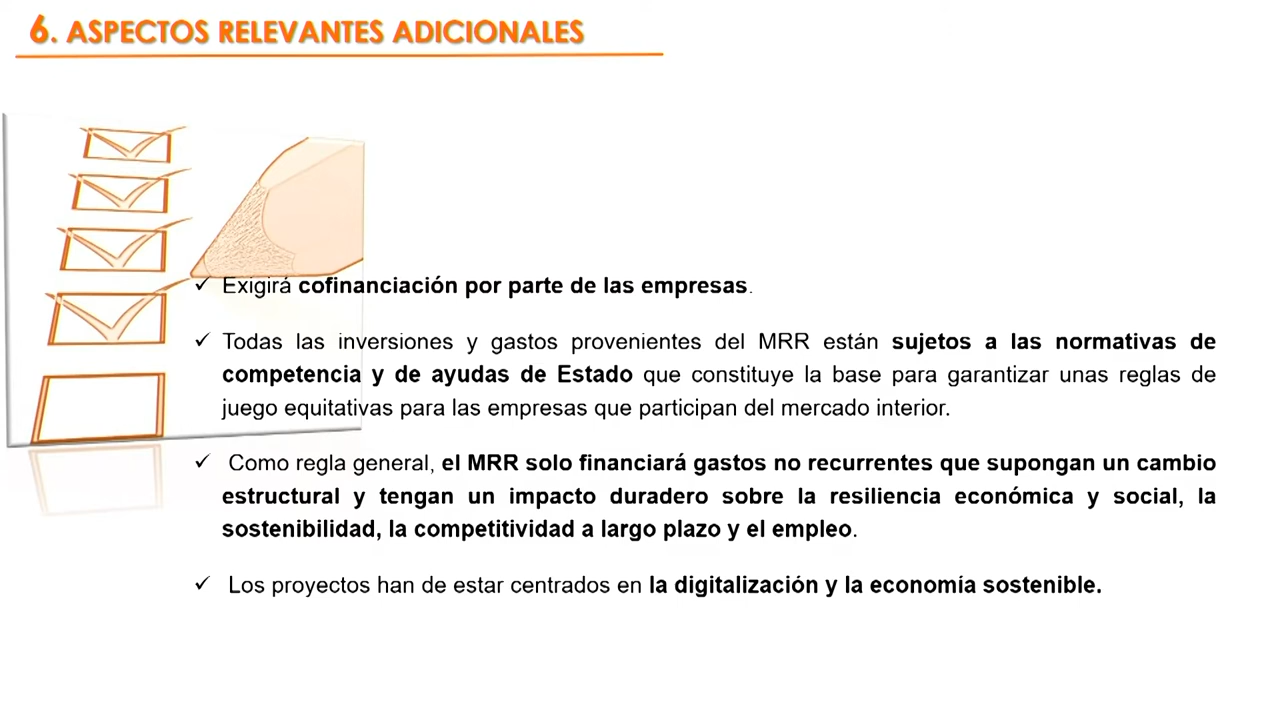 6. ASPECTOS RELEVANTES ADICIONALES
✓ Exigirá cofinanciación por parte de las empresas.
✓ Todas las inversiones y gastos provenientes del MRR están sujetos a las normativas de
competencia y de ayudas de Estado que constituye la base para garantizar unas reglas de
juego equitativas para las empresas que participan del mercado interior.
✓ Como regla general, el MRR solo financiará gastos no recurrentes que supongan un cambio
estructural y tengan un impacto duradero sobre la resiliencia económica y social, la
sostenibilidad, la competitividad a largo plazo y el empleo.
✓ Los proyectos han de estar centrados en la digitalización y la economía sostenible.